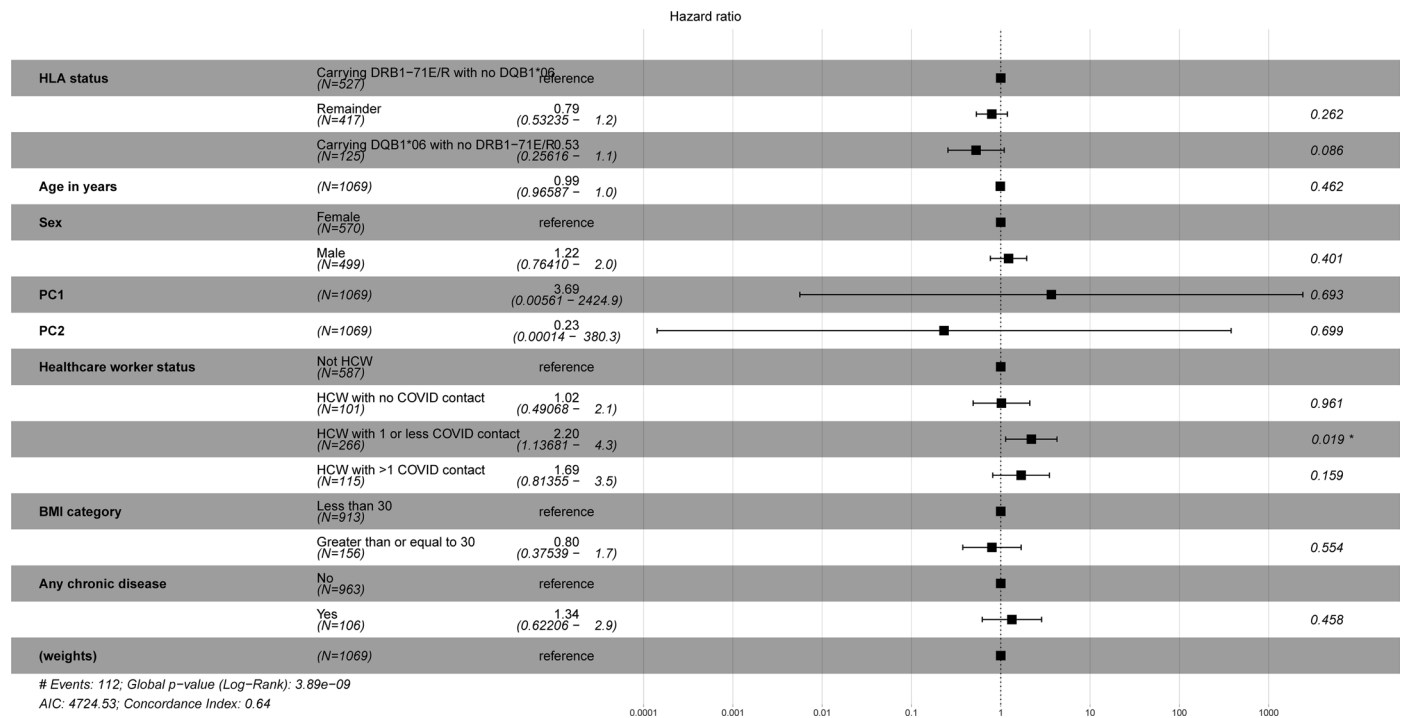 Hazard ratio
HLA status
Carrying DRB1−71E/R with no DQB1*06
(N=527)
reference
Remainder
(N=417)
0.79
(0.53235 − 1.2)
0.262
Carrying DQB1*06 with no DRB1−71E/R
(N=125)
0.53
(0.25616 − 1.1)
0.086
Age in years
(N=1069)
0.99
(0.96587 − 1.0)
0.462
Sex
Female
(N=570)
reference
Male
(N=499)
1.22
(0.76410 − 2.0)
0.401
PC1
(N=1069)
3.69
(0.00561 − 2424.9)
0.693
PC2
(N=1069)
0.23
(0.00014 − 380.3)
0.699
Healthcare worker status
Not HCW
(N=587)
reference
HCW with no COVID contact
(N=101)
1.02
(0.49068 − 2.1)
0.961
HCW with 1 or less COVID contact
(N=266)
2.20
(1.13681 − 4.3)
0.019 *
HCW with >1 COVID contact
(N=115)
1.69
(0.81355 − 3.5)
0.159
BMI category
Less than 30
(N=913)
reference
Greater than or equal to 30
(N=156)
0.80
(0.37539 − 1.7)
0.554
Any chronic disease
No
(N=963)
reference
Yes
(N=106)
1.34
(0.62206 − 2.9)
0.458
(weights)
(N=1069)
reference
# Events: 112; Global p−value (Log−Rank): 3.89e−09
AIC: 4724.53; Concordance Index: 0.64
0.0001 0.001 0.01 0.1 1 10 100 1000